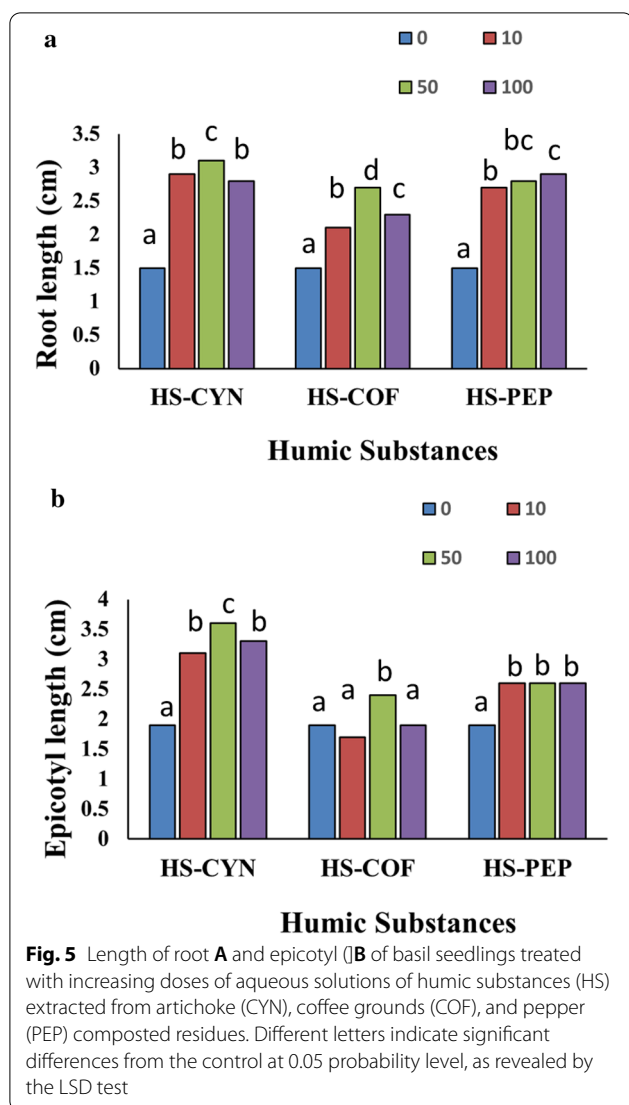 a
0 10
50 100
3.5
3
2.5
2
1.5
1
0.5
0
Root length (cm)
a b c b
a b d c
a b bc c
HS-CYN HS-COF HS-PEP
Humic Substances
b
0 10
50 100
4
3.5
3
2.5
2
1.5
1
0.5
0
Epicotyl length (cm)
a b c b
a a b a
a b b b
HS-CYN HS-COF HS-PEP
Humic Substances
Fig. 5 Length of root A and epicotyl (]B of basil seedlings treated
with increasing doses of aqueous solutions of humic substances (HS)
extracted from artichoke (CYN), coffee grounds (COF), and pepper
(PEP) composted residues. Different letters indicate significant
differences from the control at 0.05 probability level, as revealed by
the LSD test